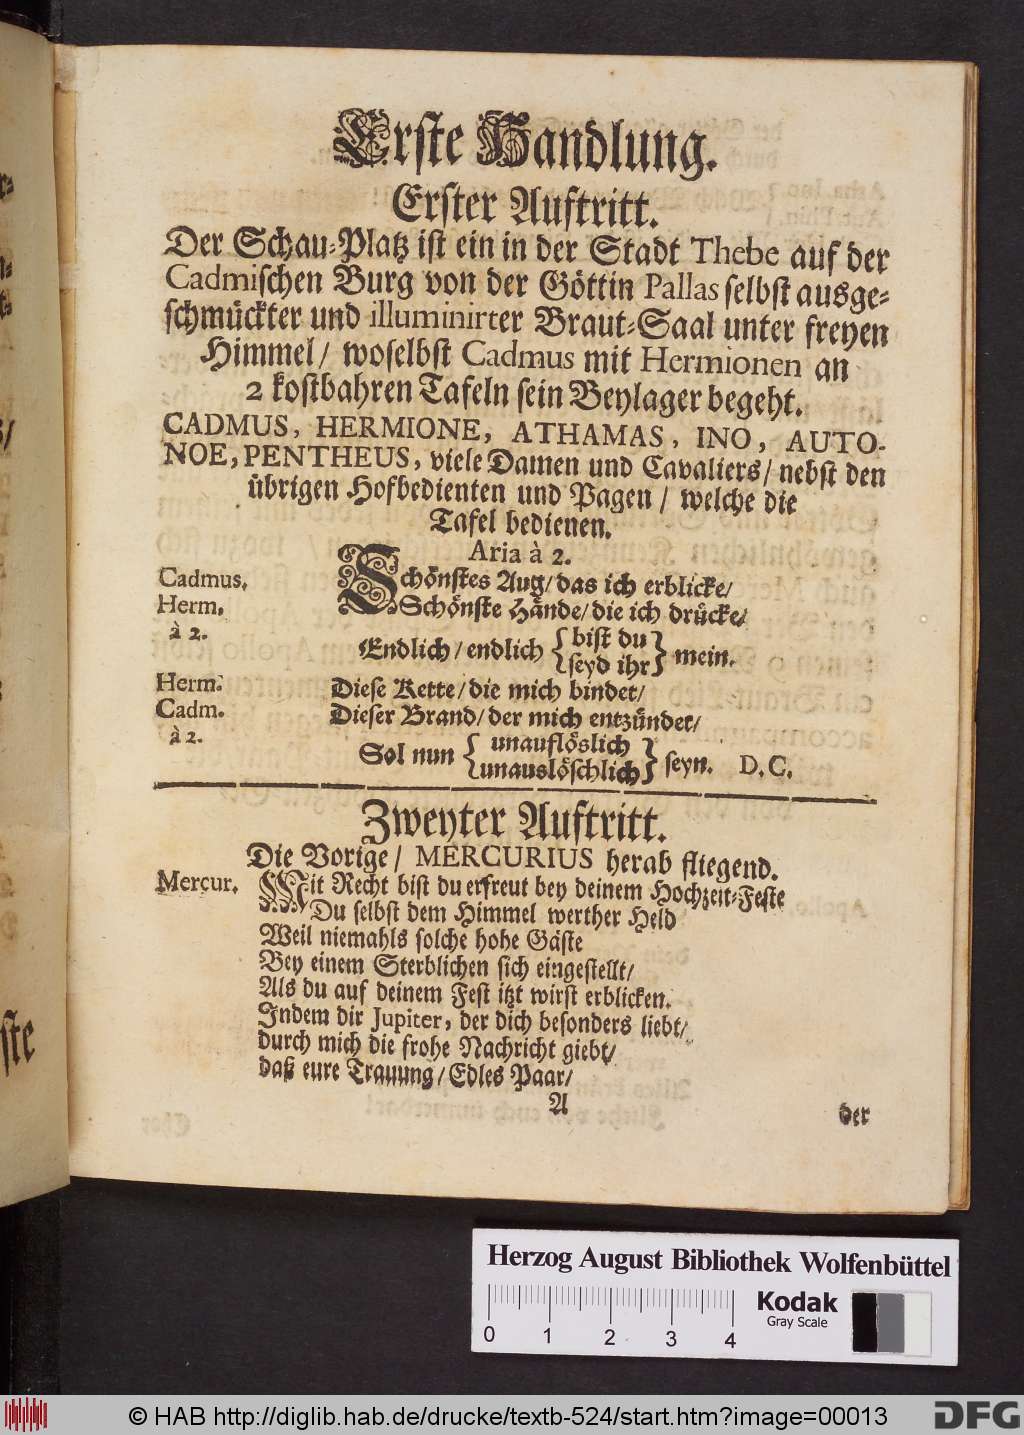 Erste Handlung.
Erster Auftritt.
Der Schau-Platz ist ein in der Stadt Thebe auf der
Cadmischen Burg von der Göttin Pallas selbst ausge-
schmückter und illuminirter Braut-Saal unter freyen
Himmel/ woselbst Cadmus mit Hermionen an
2 kostbahren Tafeln sein Beylager begeht.
CADMUS, HERMIONE, ATHAMAS, INO, AUTO-
NOE, PENTHEUS, viele Damen und Cavaliers/ nebst den
übrigen Hofbedienten und Pagen/ welche die
Tafel bedienen.
Aria à 2.
Cadmus. Schönstes Aug/ das ich erblicke/
Herm. Schönste Hände/ die ich drücke/
à 2. Endlich/ endlich { bist du / seyd ihr } mein.
Herm. Diese Kette/ die mich bindet/
Cadm. Dieser Brand/ der mich entzündet/
à 2. Sol nun { unauflöslich / unauslöschlich } seyn. D. C.
Zweyter Auftritt.
Die Vorige/ MERCURIUS herab fliegend.
Mercur. Mit Recht bist du erfreut bey deinem Hochzeit-Feste
Du selbst dem Himmel werther Held
Weil niemahls solche hohe Gäste
Bey einem Sterblichen sich eingestellt/
Als du auf deinem Fest itzt wirst erblicken.
Indem dir Jupiter, der dich besonders liebt/
durch mich die frohe Nachricht giebt/
daß eure Trauung/ Edles Paar/
A der
ste
Herzog August Bibliothek Wolfenbüttel
0 1 2 3 4
Kodak
Gray Scale
© HAB http://diglib.hab.de/drucke/textb-524/start.htm?image=00013
DFG